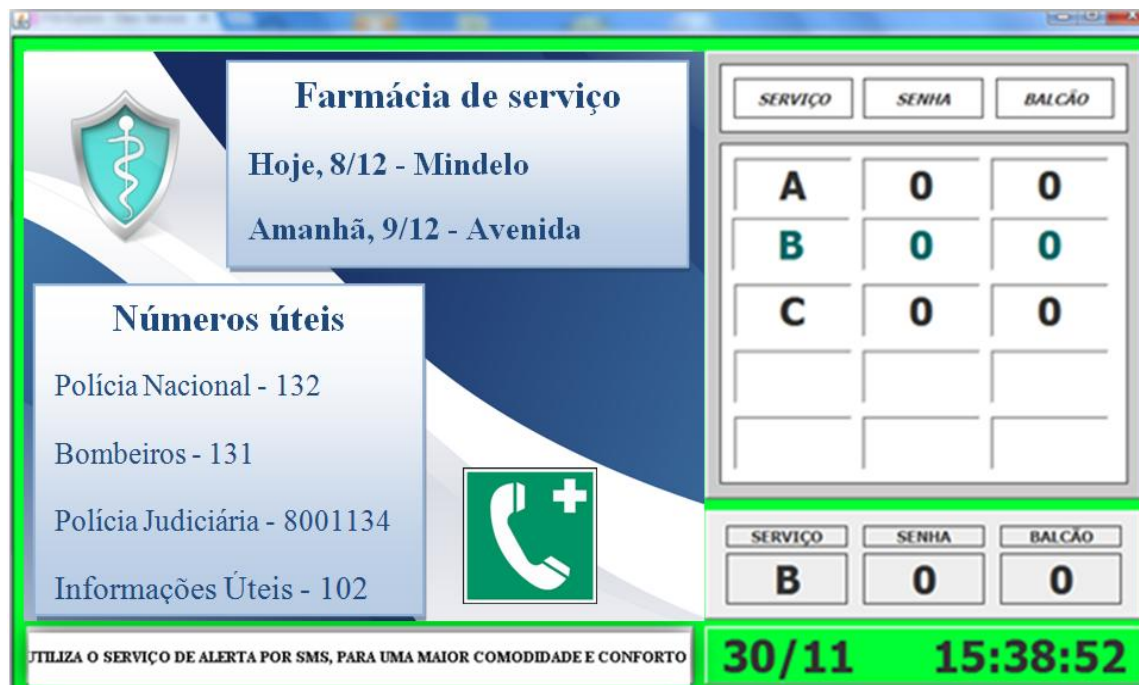 Farmácia de serviço
Hoje, 8/12 - Mindelo
Amanhã, 9/12 - Avenida
Números úteis
Polícia Nacional - 132
Bombeiros - 131
Polícia Judiciária - 8001134
Informações Úteis - 102
UTILIZA O SERVIÇO DE ALERTA POR SMS, PARA UMA MAIOR COMODIDADE E CONFORTO
SERVIÇO SENHA BALCÃO
A 0 0
B 0 0
C 0 0
SERVIÇO SENHA BALCÃO
B 0 0
30/11 15:38:52